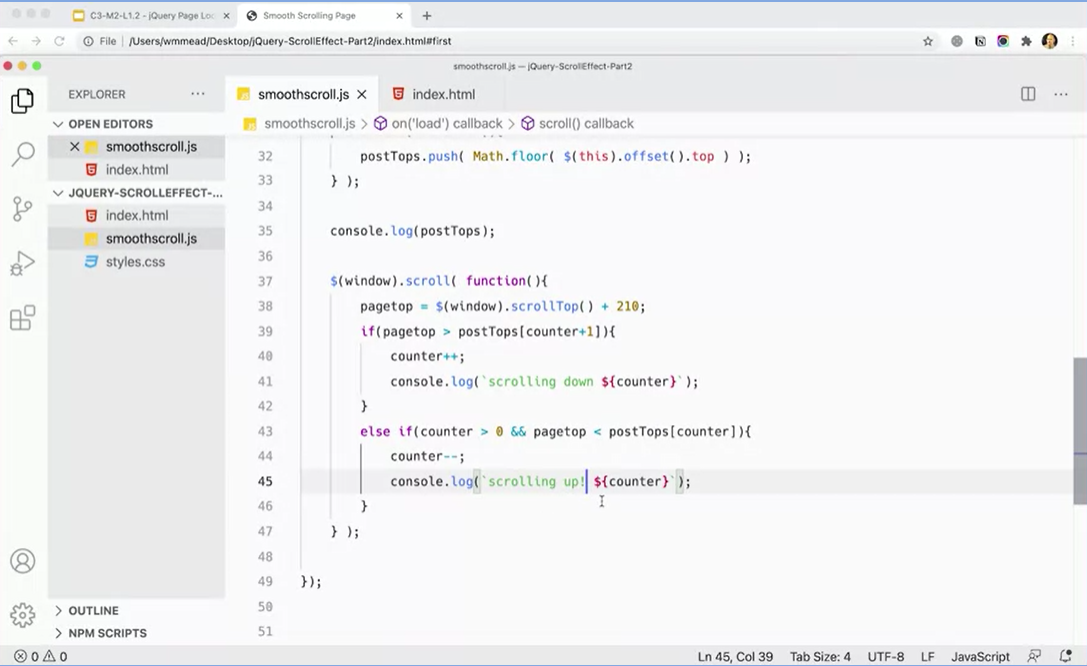 C3-M2-L1.2 - jQuery Page Loc
Smooth Scrolling Page
File /Users/wmmead/Desktop/jQuery-ScrollEffect-Part2/index.html#first
smoothscroll.js — jQuery-ScrollEffect-Part2
EXPLORER
smoothscroll.js
index.html
OPEN EDITORS
smoothscroll.js > on('load') callback > scroll() callback
smoothscroll.js
index.html
JQUERY-SCROLLEFFECT-...
index.html
smoothscroll.js
styles.css
32 postTops.push( Math.floor( $(this).offset().top ) );
33 } );
34
35 console.log(postTops);
36
37 $(window).scroll( function(){
38 pagetop = $(window).scrollTop() + 210;
39 if(pagetop > postTops[counter+1]){
40 counter++;
41 console.log(`scrolling down ${counter}`);
42 }
43 else if(counter > 0 && pagetop < postTops[counter]){
44 counter--;
45 console.log(`scrolling up! ${counter}`);
46 }
47 } );
48
49 });
50
51
OUTLINE
NPM SCRIPTS
0 0 Ln 45, Col 39 Tab Size: 4 UTF-8 LF JavaScript